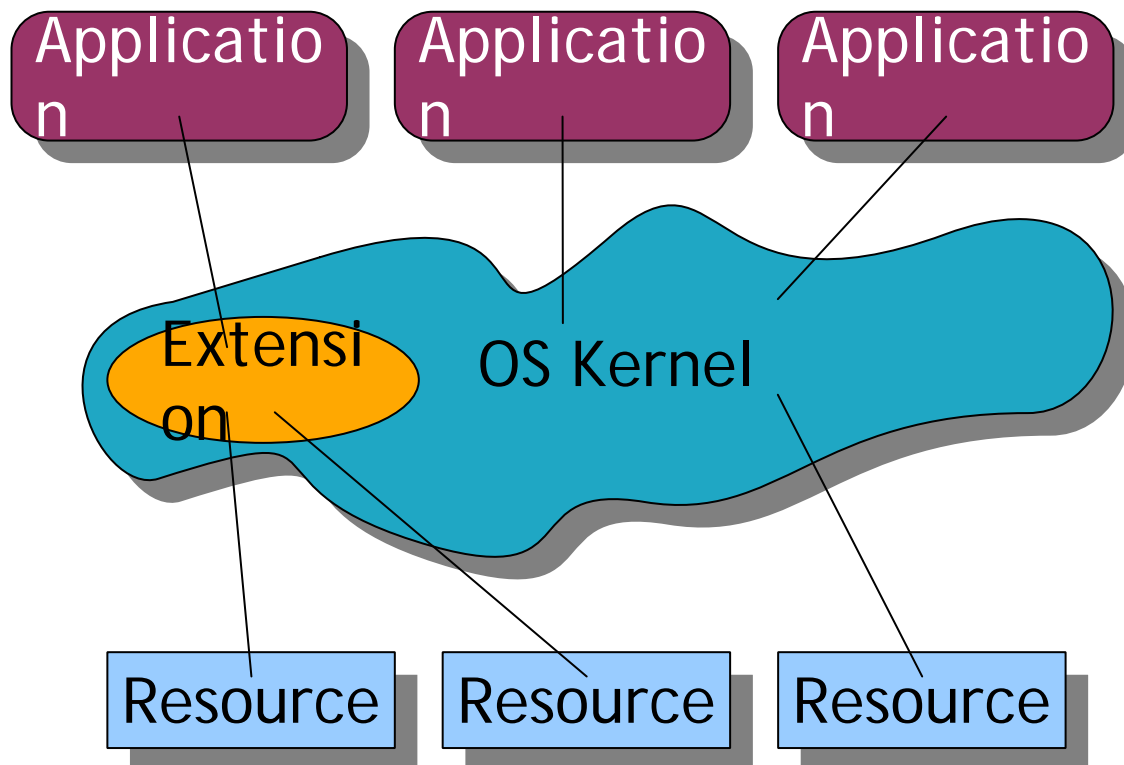 Applicatio
n
Applicatio
n
Applicatio
n
Extensi
on
OS Kernel
Resource
Resource
Resource